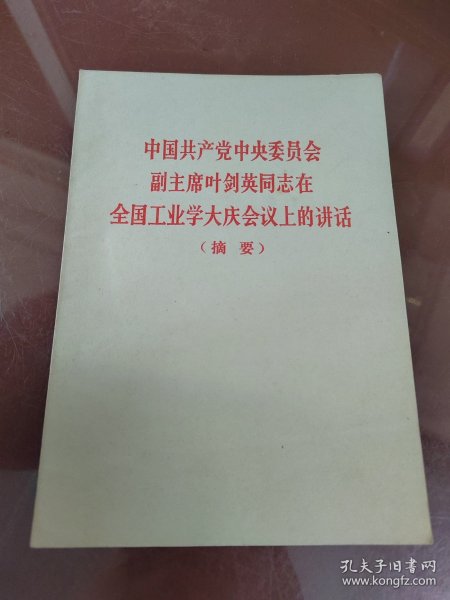 中国共产党中央委员会
副主席叶剑英同志在
全国工业学大庆会议上的讲话
（摘 要）
孔夫子旧书网
www.kongfz.com